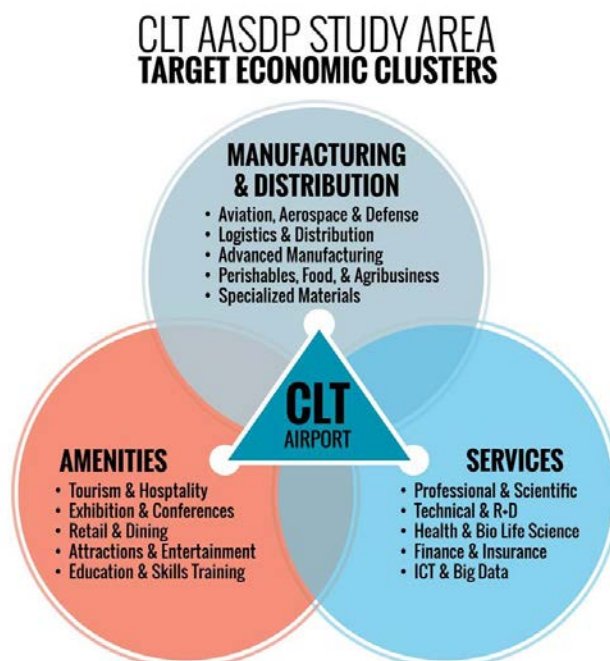 CLT AASDP STUDY AREA
TARGET ECONOMIC CLUSTERS
MANUFACTURING
& DISTRIBUTION
• Aviation, Aerospace & Defense
• Logistics & Distribution
• Advanced Manufacturing
• Perishables, Food, & Agribusiness
• Specialized Materials
CLT
AIRPORT
AMENITIES
• Tourism & Hosptality
• Exhibition & Conferences
• Retail & Dining
• Attractions & Entertainment
• Education & Skills Training
SERVICES
• Professional & Scientific
• Technical & R+D
• Health & Bio Life Science
• Finance & Insurance
• ICT & Big Data